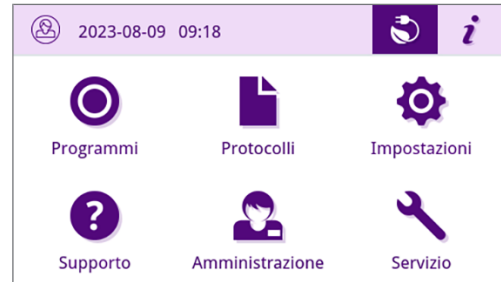 2023-08-09 09:18
Programmi Protocolli Impostazioni
Supporto Amministrazione Servizio